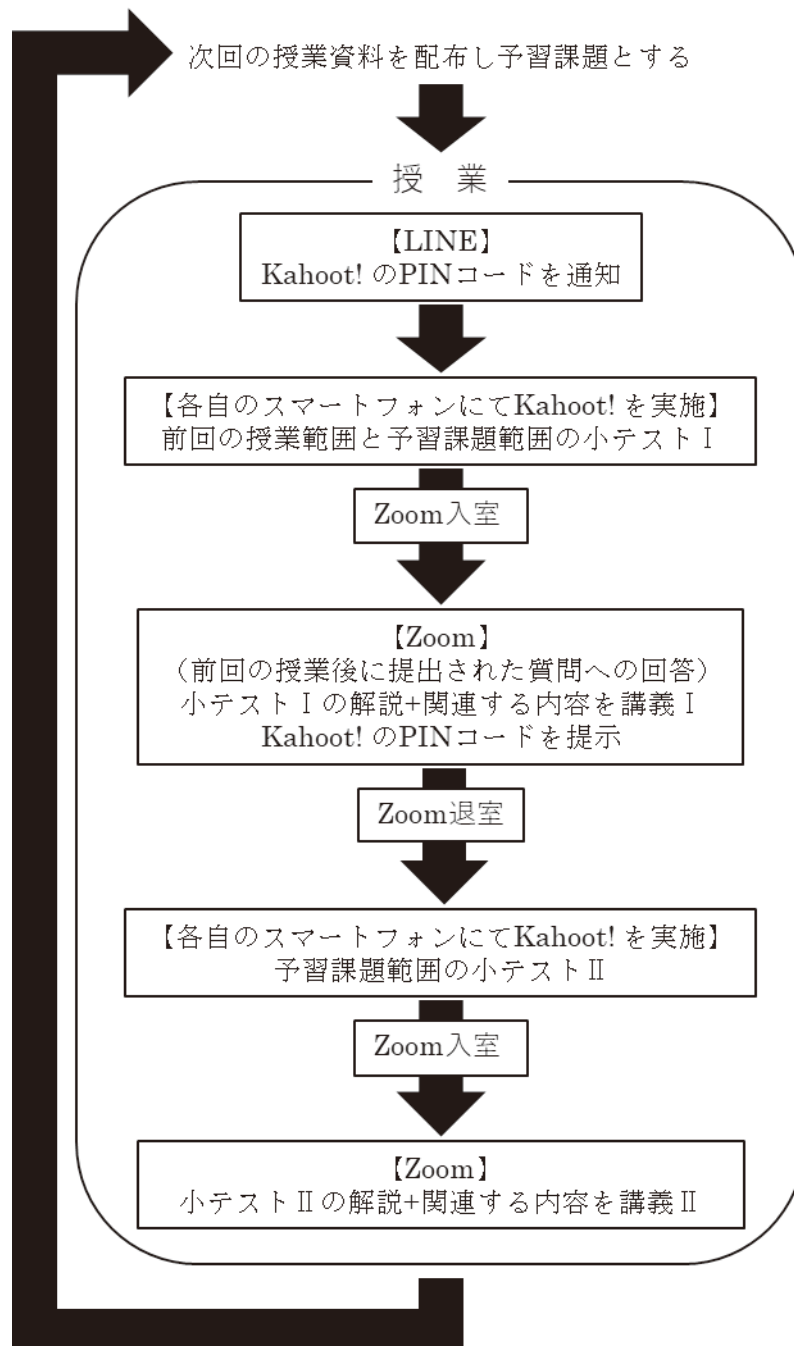 次回の授業資料を配布し予習課題とする
授　業
【LINE】
Kahoot! のPINコードを通知
【各自のスマートフォンにてKahoot! を実施】
前回の授業範囲と予習課題範囲の小テストⅠ
Zoom入室
【Zoom】
（前回の授業後に提出された質問への回答）
小テストⅠの解説+関連する内容を講義Ⅰ
Kahoot! のPINコードを提示
Zoom退室
【各自のスマートフォンにてKahoot! を実施】
予習課題範囲の小テストⅡ
Zoom入室
【Zoom】
小テストⅡの解説+関連する内容を講義Ⅱ